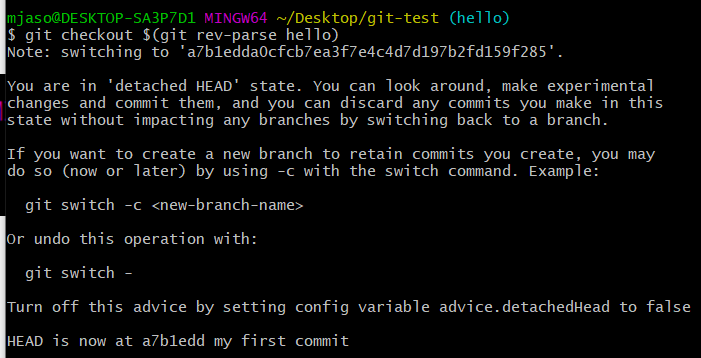 mjaso@DESKTOP-SA3P7D1 MINGW64 ~/Desktop/git-test (hello)
$ git checkout $(git rev-parse hello)
Note: switching to 'a7b1edda0cfcb7ea3f7e4c4d7d197b2fd159f285'.

You are in 'detached HEAD' state. You can look around, make experimental
changes and commit them, and you can discard any commits you make in this
state without impacting any branches by switching back to a branch.

If you want to create a new branch to retain commits you create, you may
do so (now or later) by using -c with the switch command. Example:

  git switch -c <new-branch-name>

Or undo this operation with:

  git switch -

Turn off this advice by setting config variable advice.detachedHead to false

HEAD is now at a7b1edd my first commit